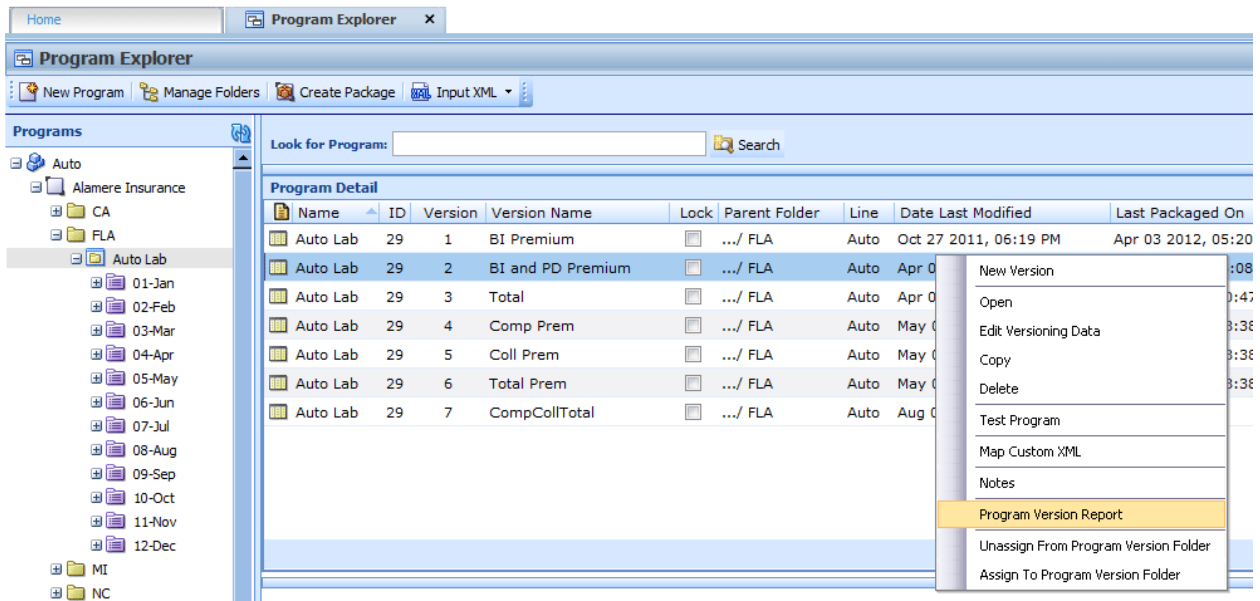 Home Program Explorer x
Program Explorer
New Program Manage Folders Create Package XML Input XML
Programs
Auto
Alamere Insurance
CA
FLA
Auto Lab
01-Jan
02-Feb
03-Mar
04-Apr
05-May
06-Jun
07-Jul
08-Aug
09-Sep
10-Oct
11-Nov
12-Dec
MI
NC
Look for Program: Search
Program Detail
Name ID Version Version Name Lock Parent Folder Line Date Last Modified Last Packaged On
Auto Lab 29 1 BI Premium .../ FLA Auto Oct 27 2011, 06:19 PM Apr 03 2012, 05:20
Auto Lab 29 2 BI and PD Premium .../ FLA Auto Apr 0 :08
Auto Lab 29 3 Total .../ FLA Auto Apr 0 :47
Auto Lab 29 4 Comp Prem .../ FLA Auto May 0 :38
Auto Lab 29 5 Coll Prem .../ FLA Auto May 0 :38
Auto Lab 29 6 Total Prem .../ FLA Auto May 0 :38
Auto Lab 29 7 CompCollTotal .../ FLA Auto Aug 0
New Version
Open
Edit Versioning Data
Copy
Delete
Test Program
Map Custom XML
Notes
Program Version Report
Unassign From Program Version Folder
Assign To Program Version Folder